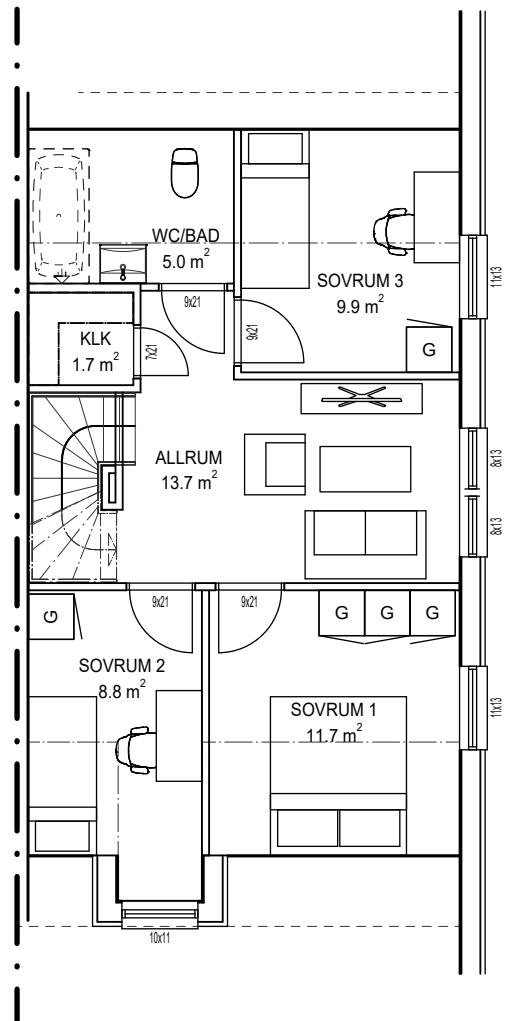 WC/BAD
5.0 m²
11x13
SOVRUM 3
9.9 m²
9x21
9x21
KLK
1.7 m²
7x21
G
ALLRUM
13.7 m²
8x13
8x13
9x21
9x21
G
G
G
G
SOVRUM 2
8.8 m²
11x13
SOVRUM 1
11.7 m²
10x11